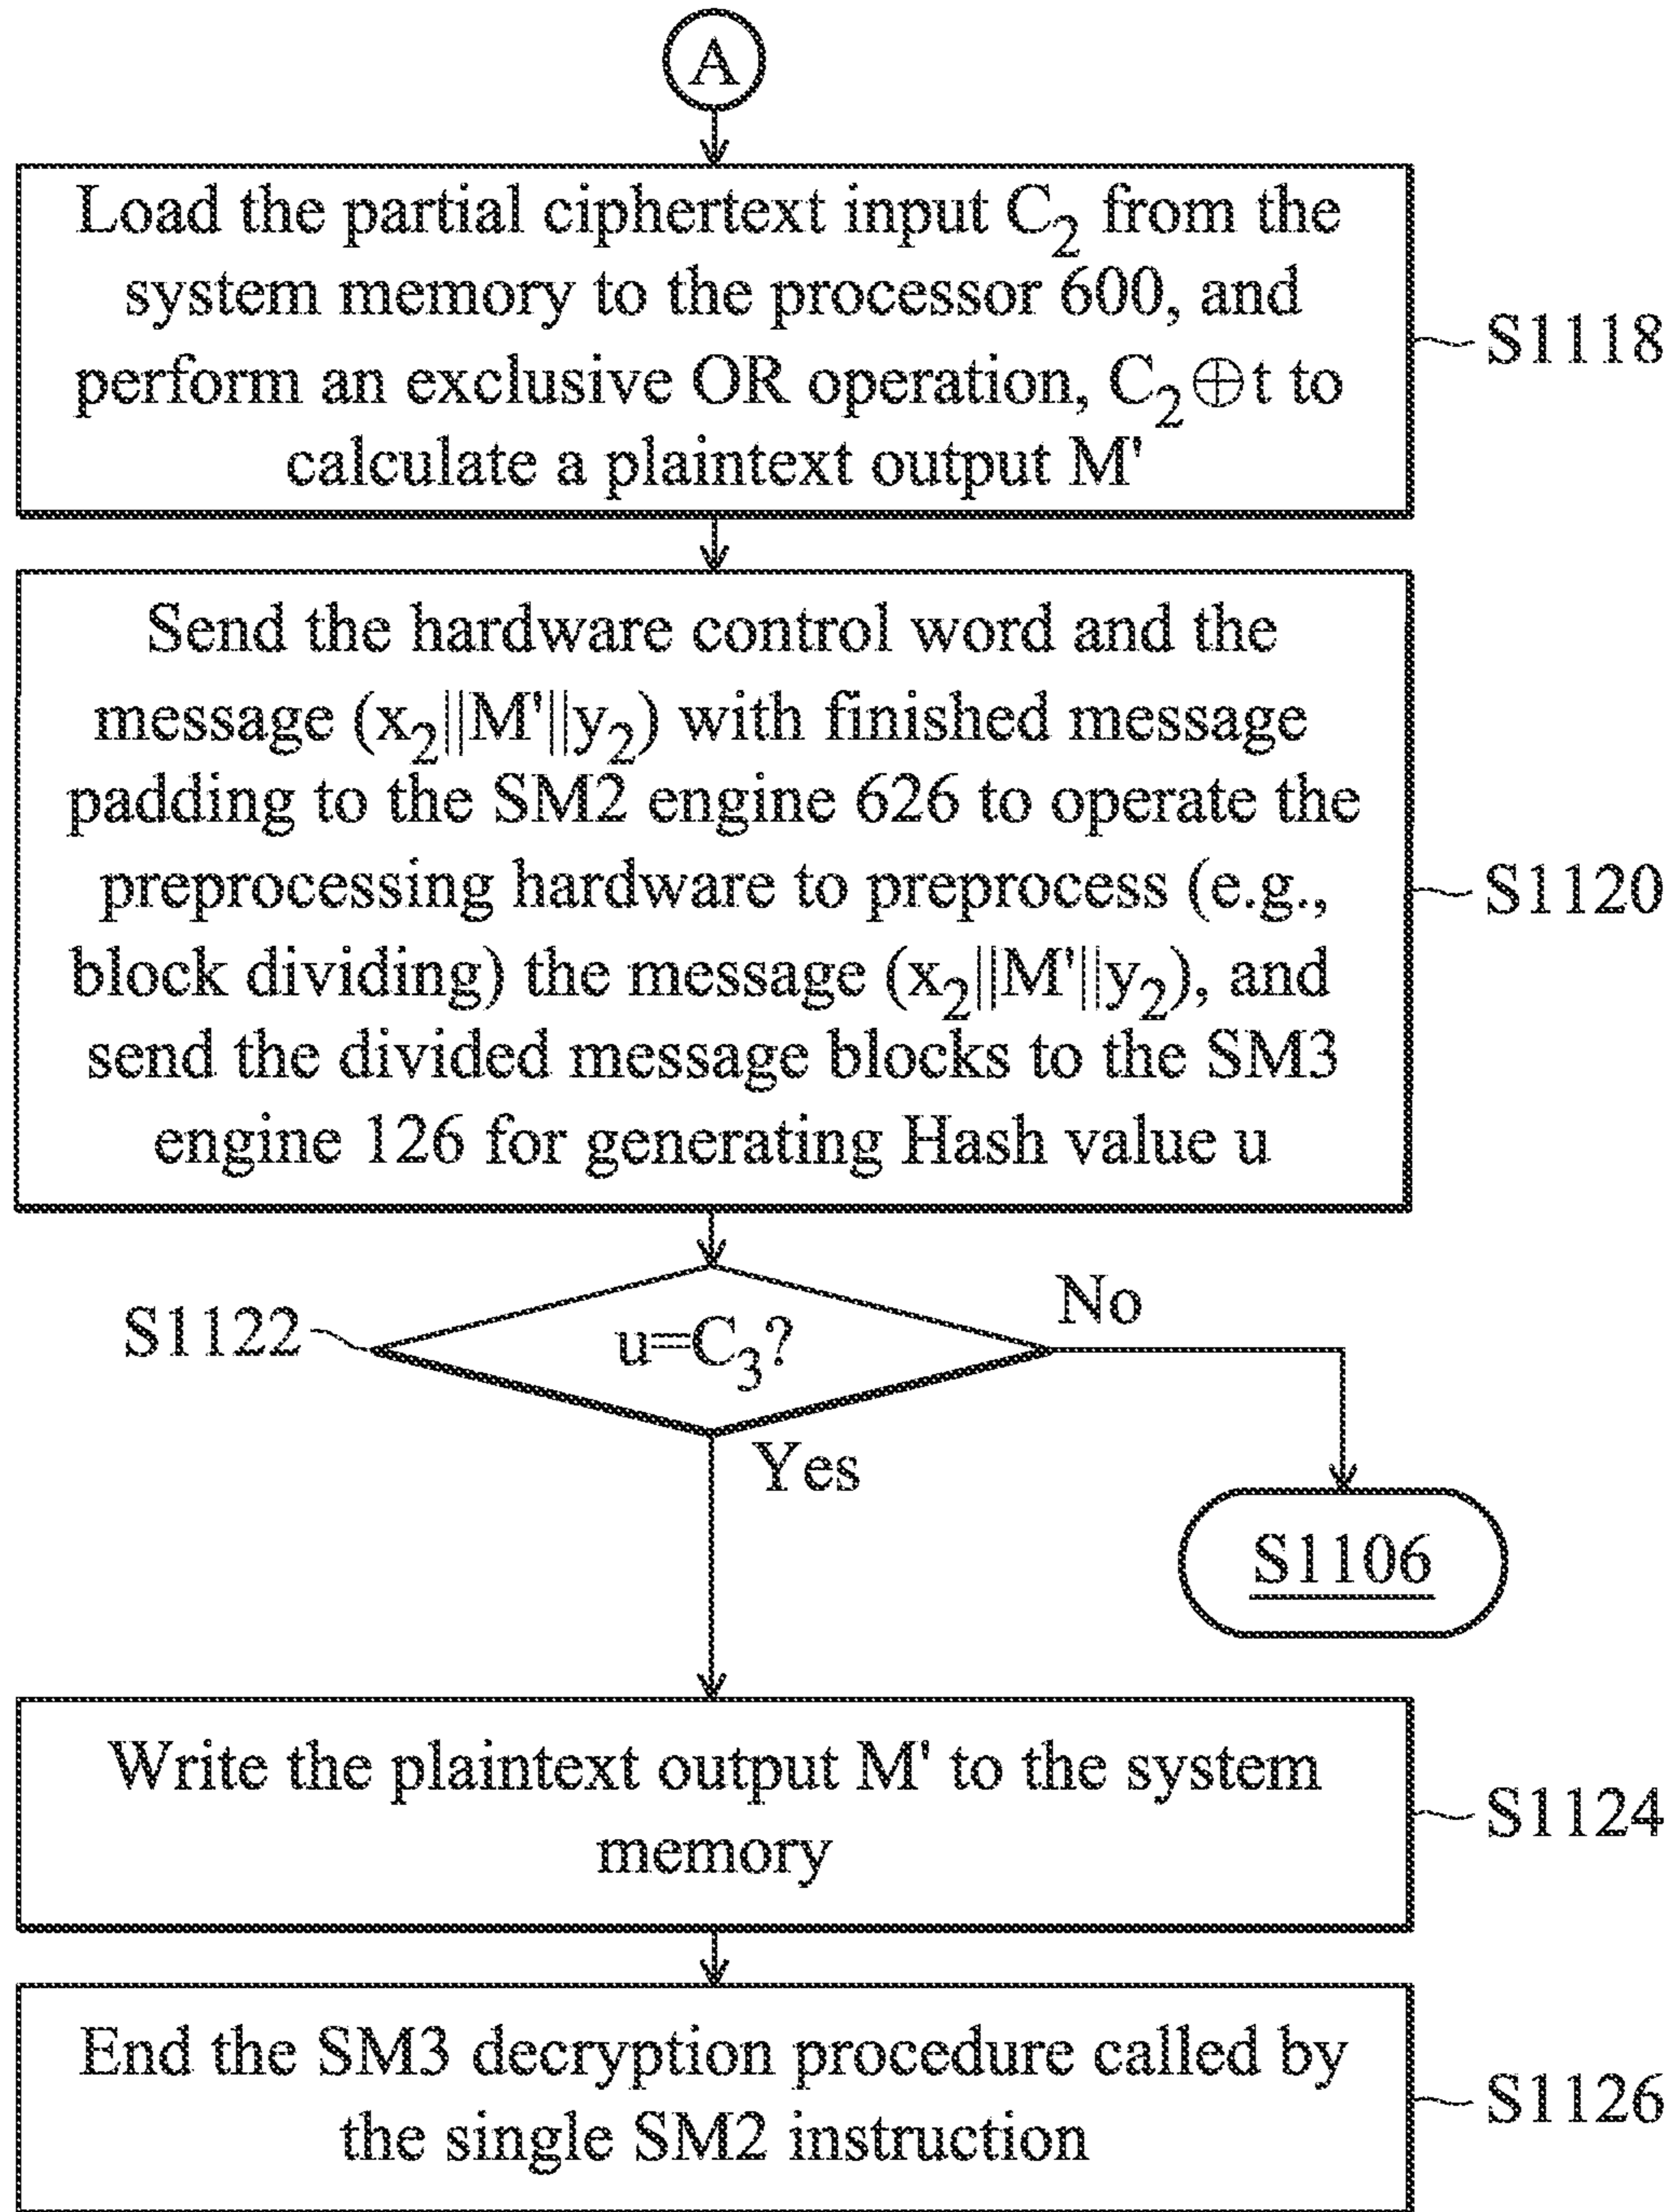 A
Load the partial ciphertext input C₂ from the
system memory to the processor 600, and
perform an exclusive OR operation, C₂⊕t to
calculate a plaintext output M'
S1118
Send the hardware control word and the
message (x₂||M'||y₂) with finished message
padding to the SM2 engine 626 to operate the
preprocessing hardware to preprocess (e.g.,
block dividing) the message (x₂||M'||y₂), and
send the divided message blocks to the SM3
engine 126 for generating Hash value u
S1120
S1122
u=C₃?
No
Yes
S1106
Write the plaintext output M' to the system
memory
S1124
End the SM3 decryption procedure called by
the single SM2 instruction
S1126